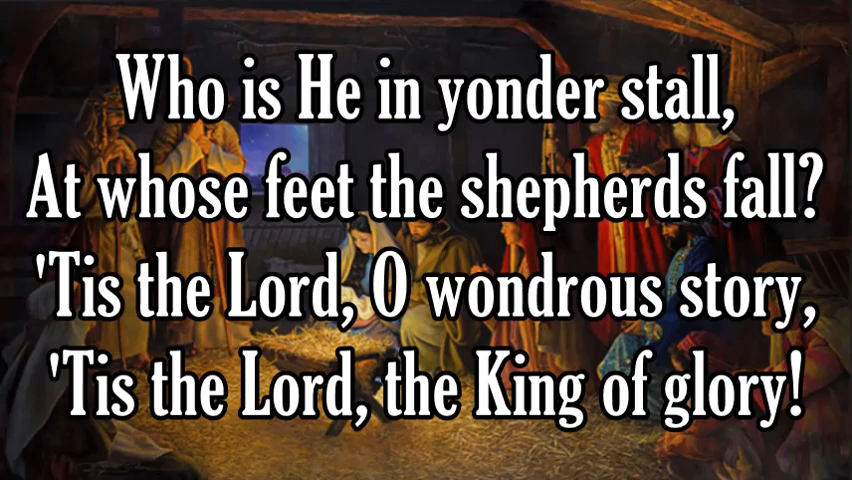 Who is He in yonder stall,
At whose feet the shepherds fall?
'Tis the Lord, O wondrous story,
'Tis the Lord, the King of glory!